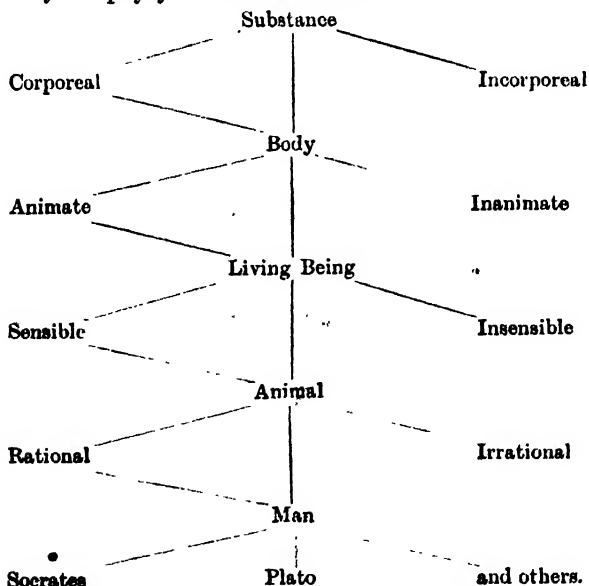 Substance
Corporeal Incorporeal
Body
Animate Inanimate
Living Being
Sensible Insensible
Animal
Rational Irrational
Man
Socrates Plato and others.